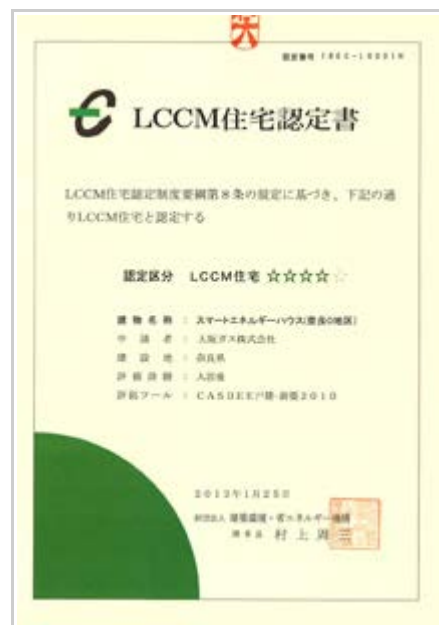 認定番号 IBEC-
LCCM住宅認定書
LCCM住宅認定制度要綱第8条の規定に基づき、下記の通
りLCCM住宅と認定する
認定区分 LCCM住宅 ☆☆☆☆☆
建物名称 : スマートエネルギーハウス(奈良O地区)
申請者 : 大阪ガス株式会社
建設地 : 奈良県
評価段階 : 入居後
評価ツール : CASBEE戸建-新築2010
2013年1月25日
財団法人 建築環境・省エネルギー機構
理事長 村上周三